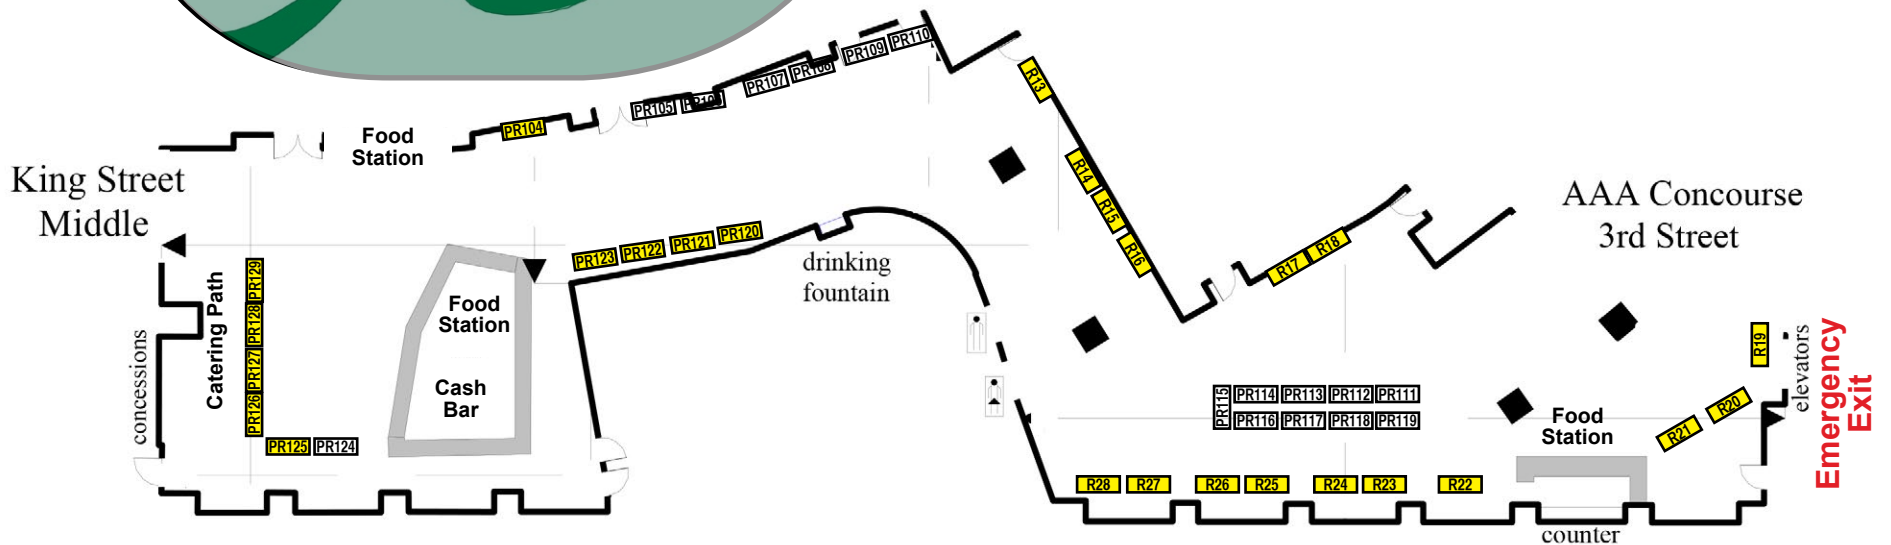 PR109
PR110
PR107
PR108
PR105
PR106
PR104
Food
Station
King Street
Middle
R13
R14
R15
R16
R17
R18
AAA Concourse
3rd Street
PR123
PR122
PR121
PR120
drinking
fountain
PR129
PR128
PR127
PR126
Catering Path
concessions
Food
Station
Cash
Bar
PR125
PR124
PR115
PR114
PR113
PR112
PR111
PR116
PR117
PR118
PR119
Food
Station
R19
R20
R21
elevators
Emergency
Exit
R28
R27
R26
R25
R24
R23
R22
counter